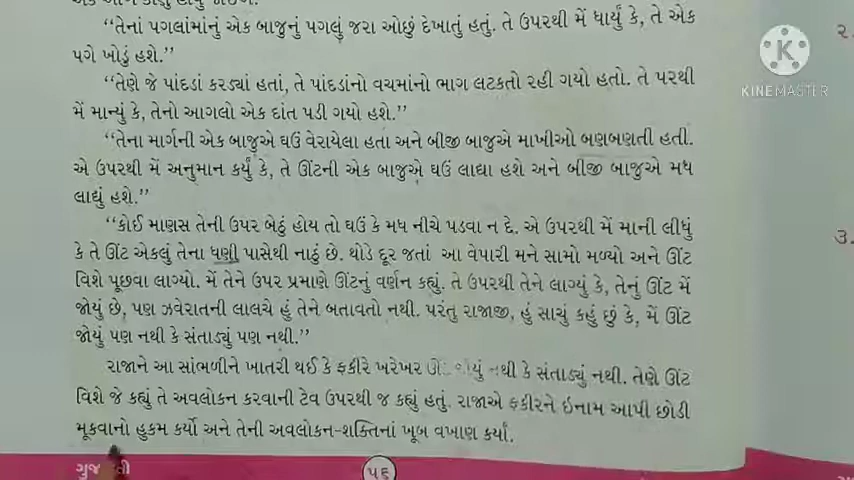 "તેનાં પગલાંમાંનું એક બાજુનું પગલું જરા ઓછું દેખાતું હતું. તે ઉપરથી મેં ધાર્યું કે, તે એક
પગે ખોડું હશે."
"તેણે જે પાંદડાં કરડ્યાં હતાં, તે પાંદડાંનો વચમાંનો ભાગ લટકતો રહી ગયો હતો. તે પરથી
મેં માન્યું કે, તેનો આગલો એક દાંત પડી ગયો હશે."
"તેના માર્ગની એક બાજુએ ઘઉં વેરાયેલા હતા અને બીજી બાજુએ માખીઓ બણબણતી હતી.
એ ઉપરથી મેં અનુમાન કર્યું કે, તે ઊંટની એક બાજુએ ઘઉં લાદ્યા હશે અને બીજી બાજુએ મધ
લાદ્યું હશે."
"કોઈ માણસ તેની ઉપર બેઠું હોય તો ઘઉં કે મધ નીચે પડવા ન દે. એ ઉપરથી મેં માની લીધું
કે તે ઊંટ એકલું તેના ધણી પાસેથી નાઠું છે. થોડે દૂર જતાં આ વેપારી મને સામો મળ્યો અને ઊંટ
વિશે પૂછવા લાગ્યો. મેં તેને ઉપર પ્રમાણે ઊંટનું વર્ણન કહ્યું. તે ઉપરથી તેને લાગ્યું કે, તેનું ઊંટ મેં
જોયું છે, પણ ઝવેરાતની લાલચે હું તેને બતાવતો નથી. પરંતુ રાજાજી, હું સાચું કહું છું કે, મેં ઊંટ
જોયું પણ નથી કે સંતાડ્યું પણ નથી."
રાજાને આ સાંભળીને ખાતરી થઈ કે ફકીરે ખરેખર નથી કે સંતાડ્યું નથી. તેણે ઊંટ
વિશે જે કહ્યું તે અવલોકન કરવાની ટેવ ઉપરથી જ કહ્યું હતું. રાજાએ ફકીરને ઇનામ આપી છોડી
મૂકવાનો હુકમ કર્યો અને તેની અવલોકન-શક્તિનાં ખૂબ વખાણ કર્યાં.
૫૬
૨.
૩.
KINEMASTER